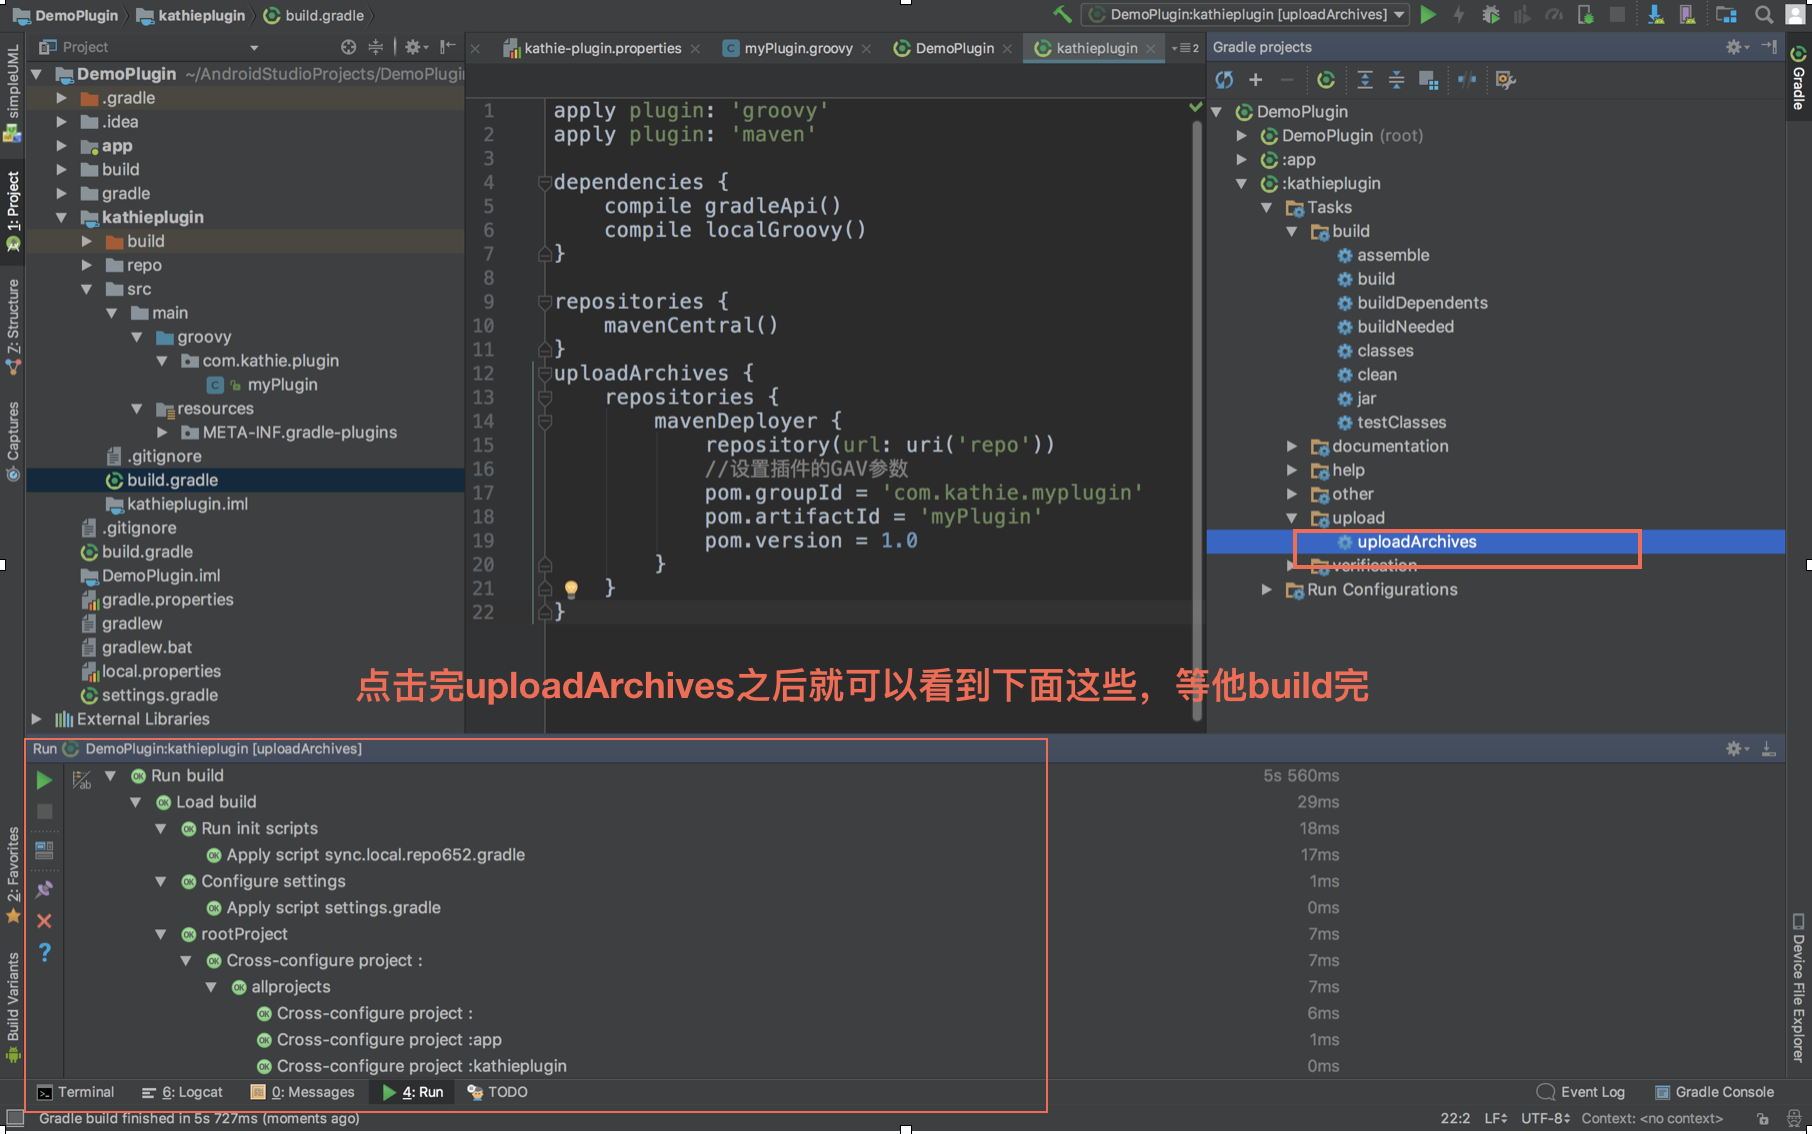 DemoPlugin kathieplugin build.gradle
DemoPlugin:kathieplugin [uploadArchives]
Project
kathie-plugin.properties
myPlugin.groovy
DemoPlugin
kathieplugin
2
Gradle projects
simpleUML
1: Project
Z: Structure
Captures
2: Favorites
Build Variants
DemoPlugin ~/AndroidStudioProjects/DemoPlugi
.gradle
.idea
app
build
gradle
kathieplugin
build
repo
src
main
groovy
com.kathie.plugin
myPlugin
resources
META-INF.gradle-plugins
.gitignore
build.gradle
kathieplugin.iml
.gitignore
build.gradle
DemoPlugin.iml
gradle.properties
gradlew
gradlew.bat
local.properties
settings.gradle
External Libraries
1 apply plugin: 'groovy'
2 apply plugin: 'maven'
3
4 dependencies {
5 compile gradleApi()
6 compile localGroovy()
7 }
8
9 repositories {
10 mavenCentral()
11 }
12 uploadArchives {
13 repositories {
14 mavenDeployer {
15 repository(url: uri('repo'))
16 //设置插件的GAV参数
17 pom.groupId = 'com.kathie.myplugin'
18 pom.artifactId = 'myPlugin'
19 pom.version = 1.0
20 }
21 }
22 }
DemoPlugin
DemoPlugin (root)
:app
:kathieplugin
Tasks
build
assemble
build
buildDependents
buildNeeded
classes
clean
jar
testClasses
documentation
help
other
upload
uploadArchives
verification
Run Configurations
Gradle
Device File Explorer
点击完uploadArchives之后就可以看到下面这些，等他build完
Run DemoPlugin:kathieplugin [uploadArchives]
Run build 5s 560ms
Load build 29ms
Run init scripts 18ms
Apply script sync.local.repo652.gradle 17ms
Configure settings 1ms
Apply script settings.gradle 0ms
rootProject 7ms
Cross-configure project : 7ms
allprojects 7ms
Cross-configure project : 6ms
Cross-configure project :app 1ms
Cross-configure project :kathieplugin 0ms
Terminal 6: Logcat 0: Messages 4: Run TODO Event Log Gradle Console
Gradle build finished in 5s 727ms (moments ago) 22:2 LF UTF-8 Context: <no context>